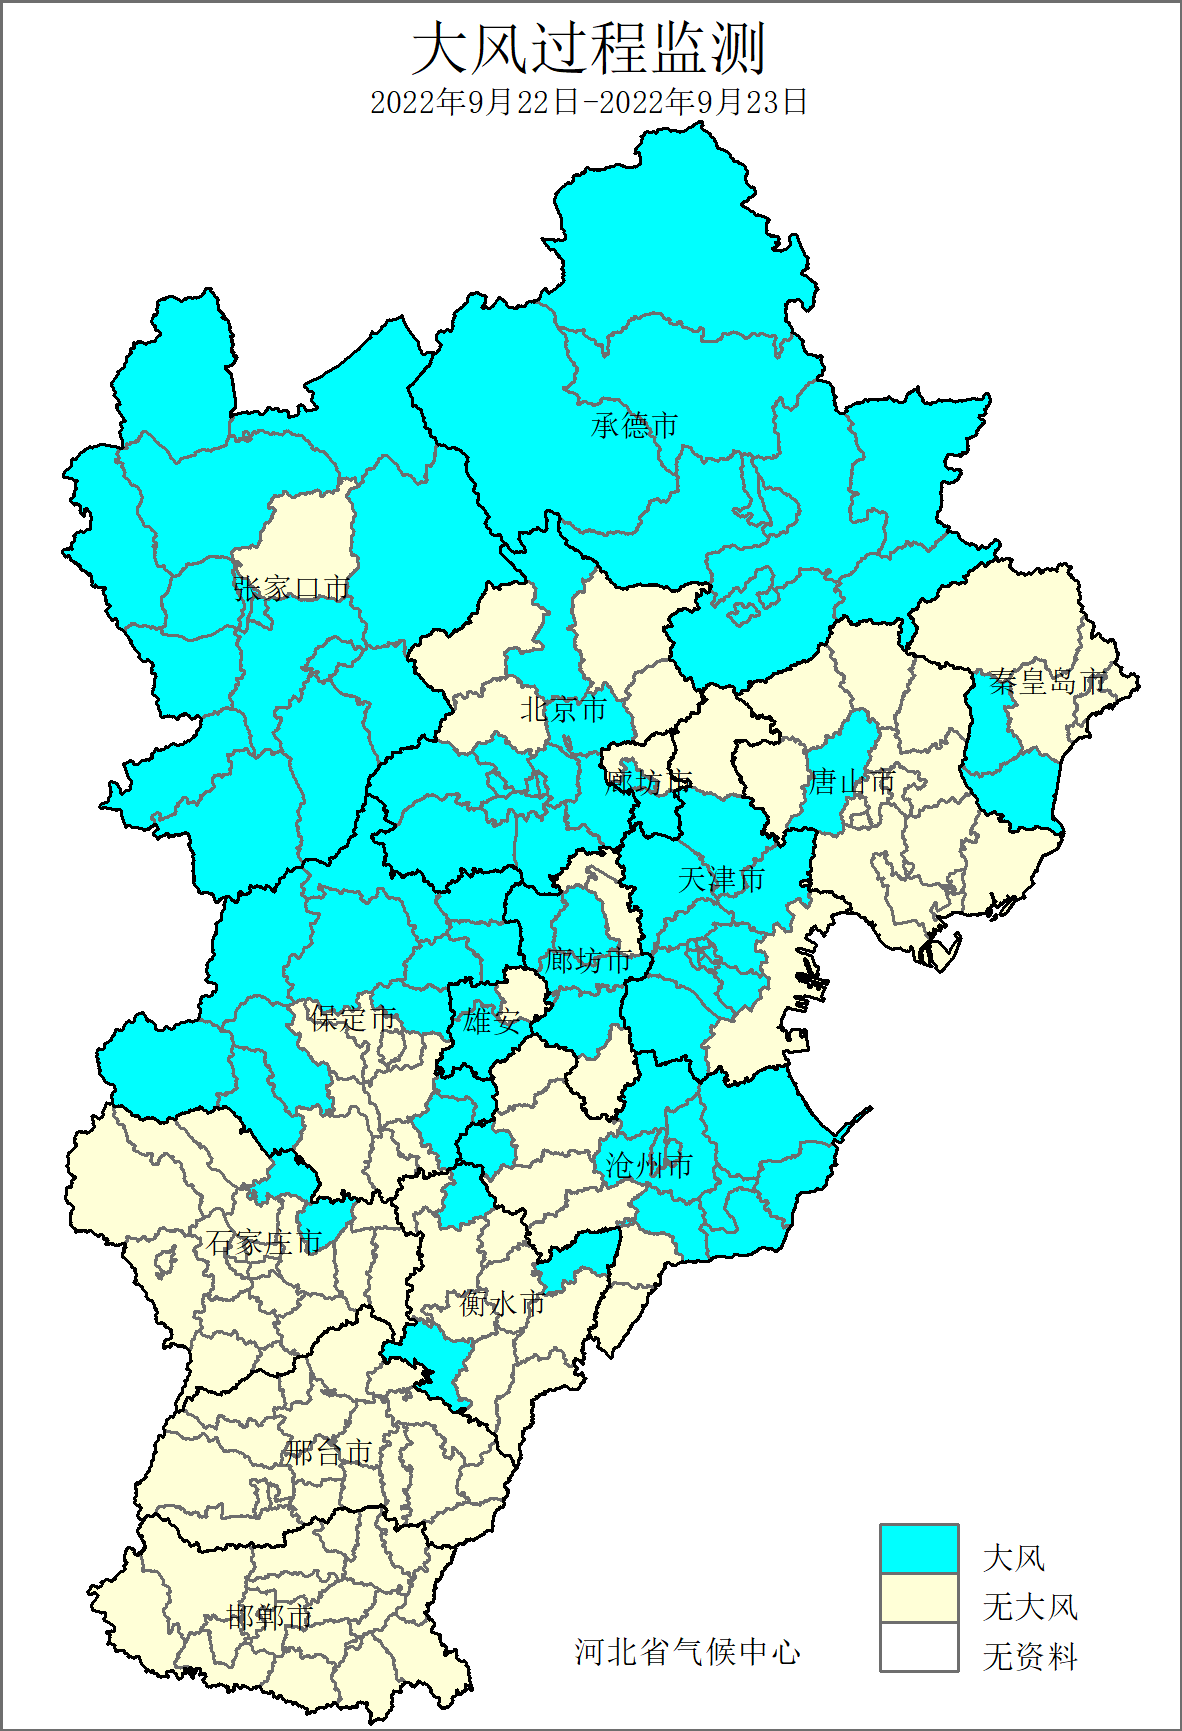 大风过程监测
2022年9月22日-2022年9月23日
承德市
张家口市
秦皇岛市
北京市
廊坊市
唐山市
天津市
廊坊市
保定市
雄安
沧州市
石家庄市
衡水市
邢台市
邯郸市
大风
无大风
无资料
河北省气候中心